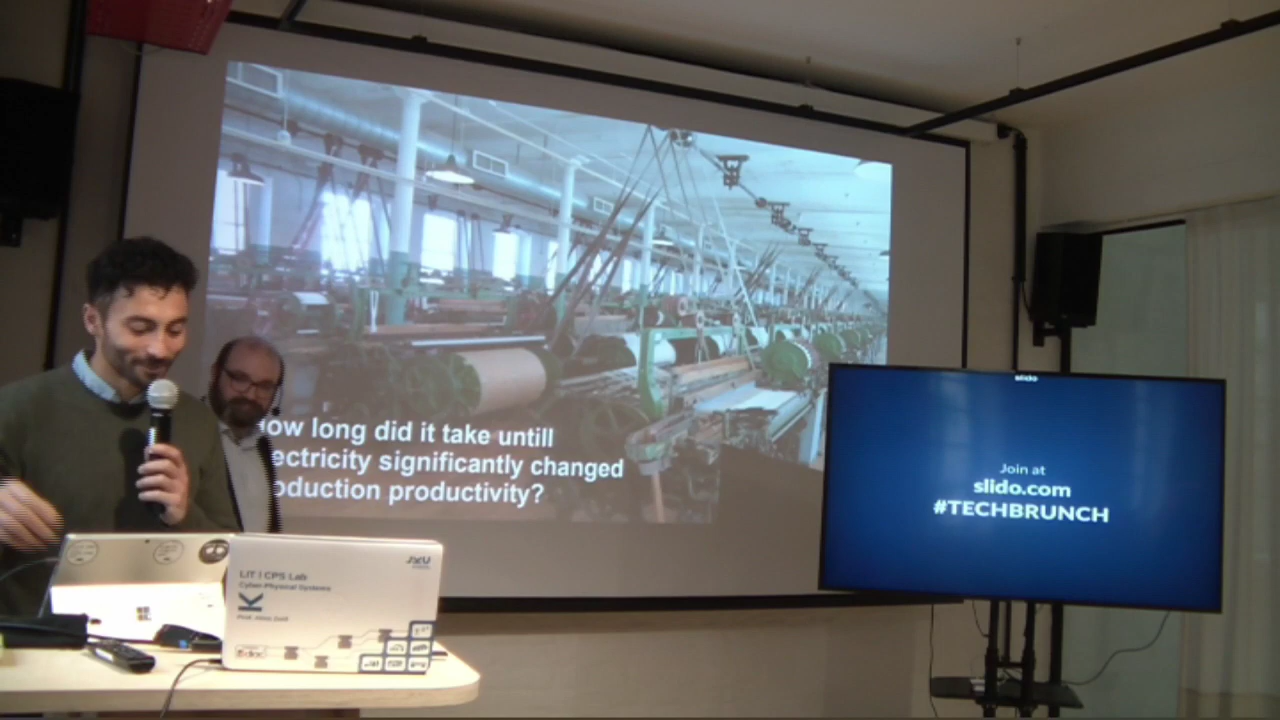 ow long did it take untill
ectricity significantly changed
oduction productivity?
slido
Join at
slido.com
#TECHBRUNCH
JKU
LIT | CPS Lab
Cyber-Physical Systems
K